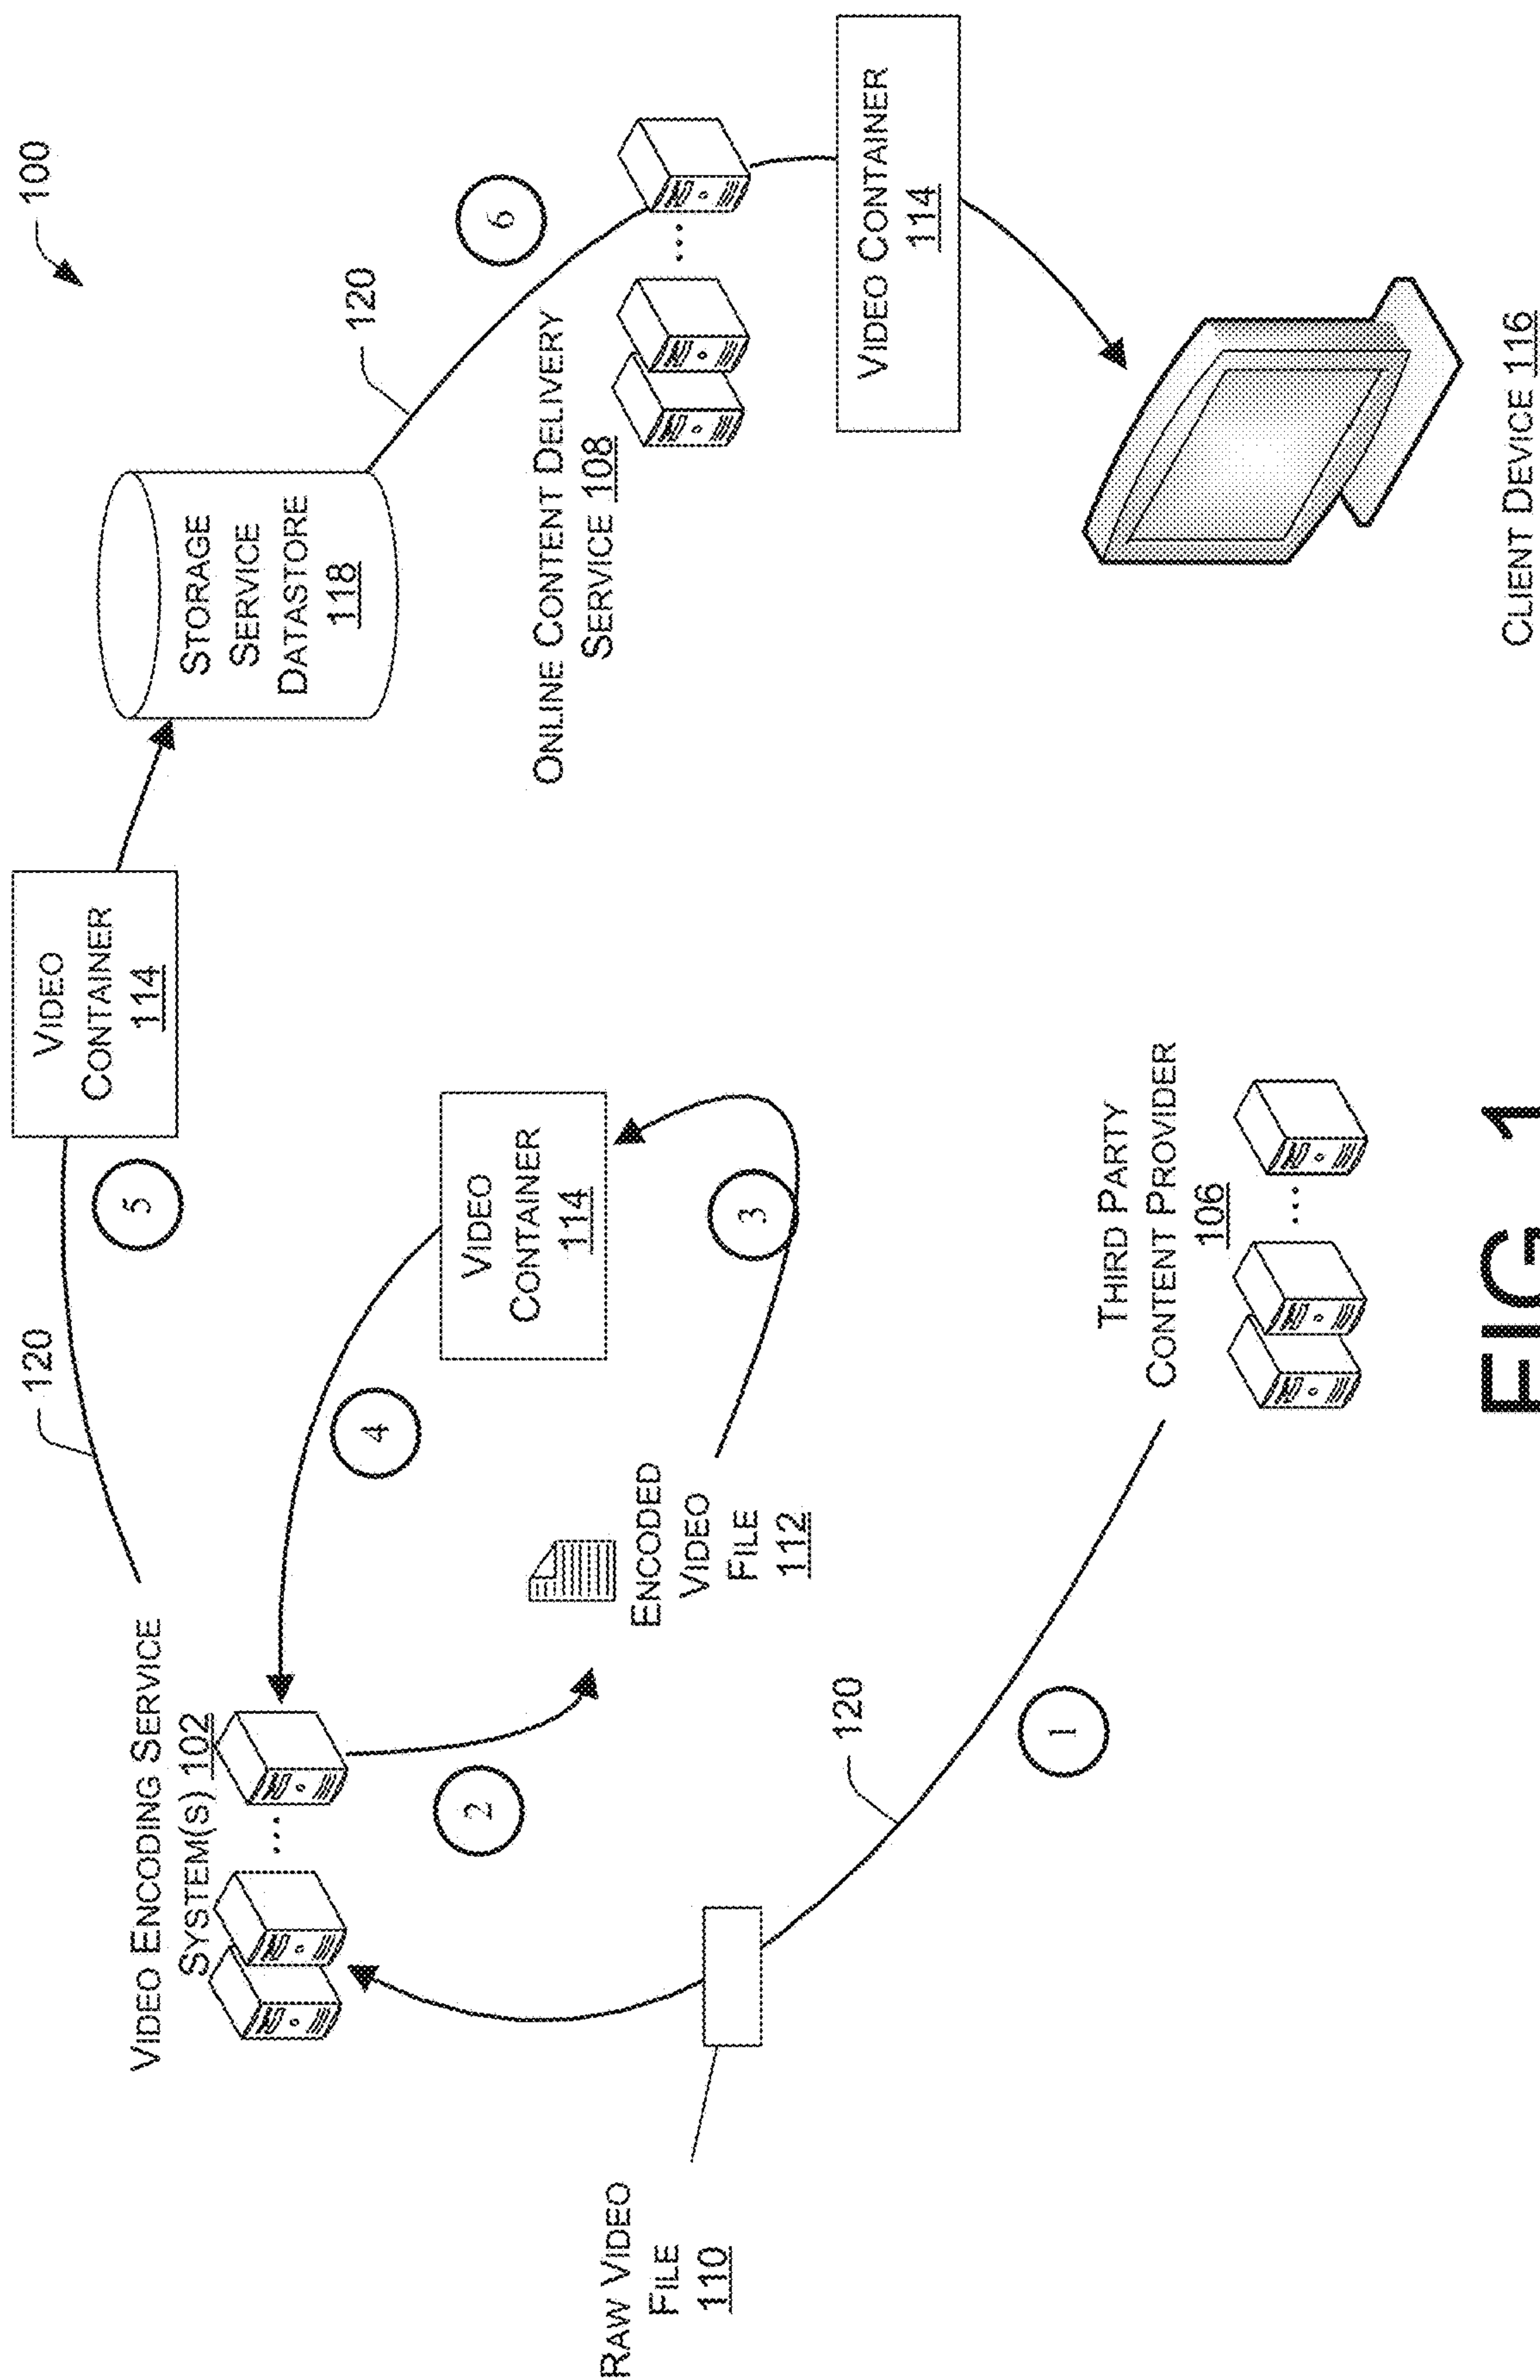 100
120
VIDEO
CONTAINER
114
5
STORAGE
SERVICE
DATASTORE
118
120
6
VIDEO ENCODING SERVICE
SYSTEM(S) 102
...
4
VIDEO
CONTAINER
114
2
ENCODED
VIDEO
FILE
112
3
ONLINE CONTENT DELIVERY
SERVICE 108
...
VIDEO CONTAINER
114
RAW VIDEO
FILE
110
120
1
THIRD PARTY
CONTENT PROVIDER
106
...
CLIENT DEVICE 116
FIG. 1